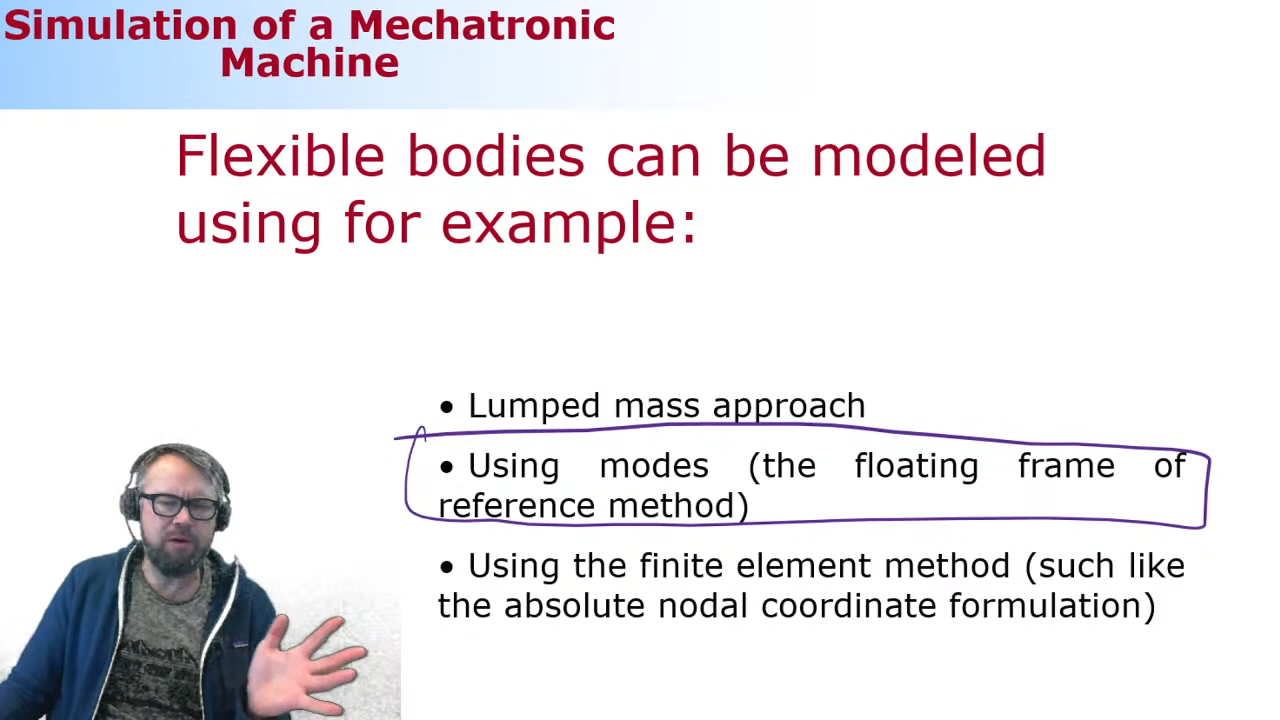 Simulation of a Mechatronic
Machine
Flexible bodies can be modeled
using for example:
• Lumped mass approach
• Using modes (the floating frame of
reference method)
• Using the finite element method (such like
the absolute nodal coordinate formulation)